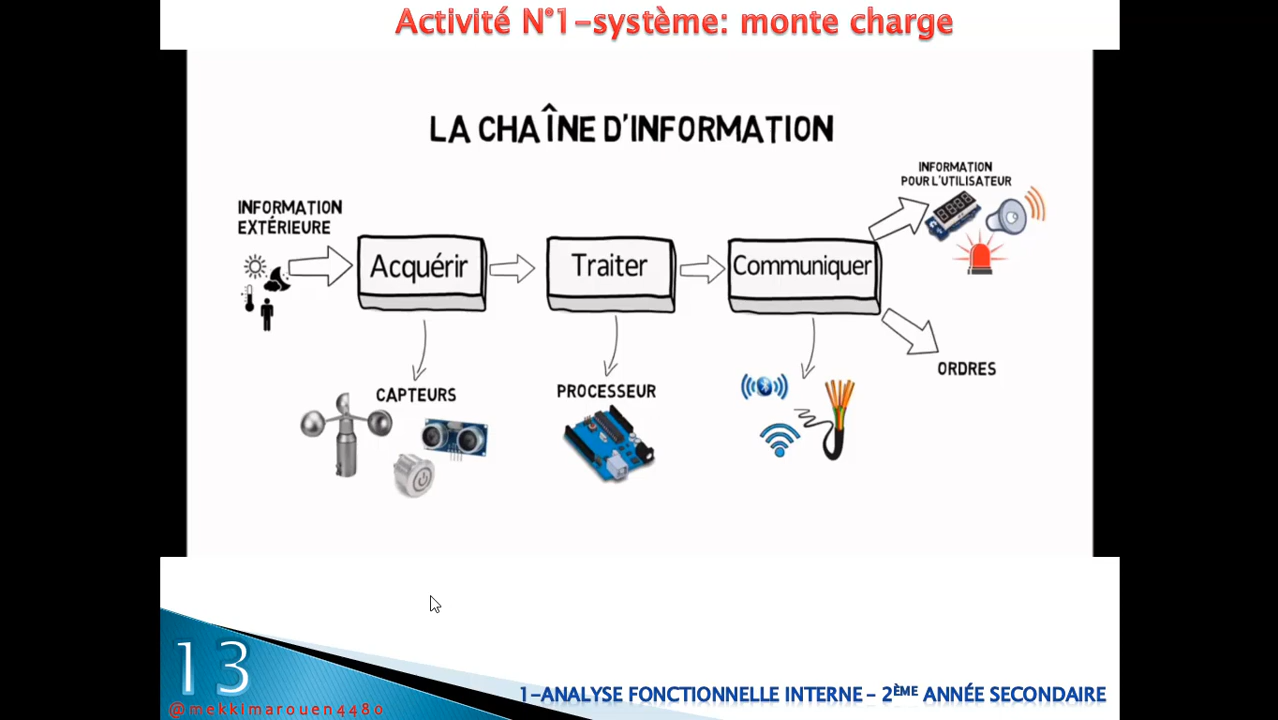 Activité N°1-système: monte charge
LA CHAÎNE D'INFORMATION
INFORMATION
POUR L'UTILISATEUR
INFORMATION
EXTÉRIEURE
Acquérir
Traiter
Communiquer
ORDRES
CAPTEURS
PROCESSEUR
13
@mekkimarouen4480
1-ANALYSE FONCTIONNELLE INTERNE - 2ÈME ANNÉE SECONDAIRE